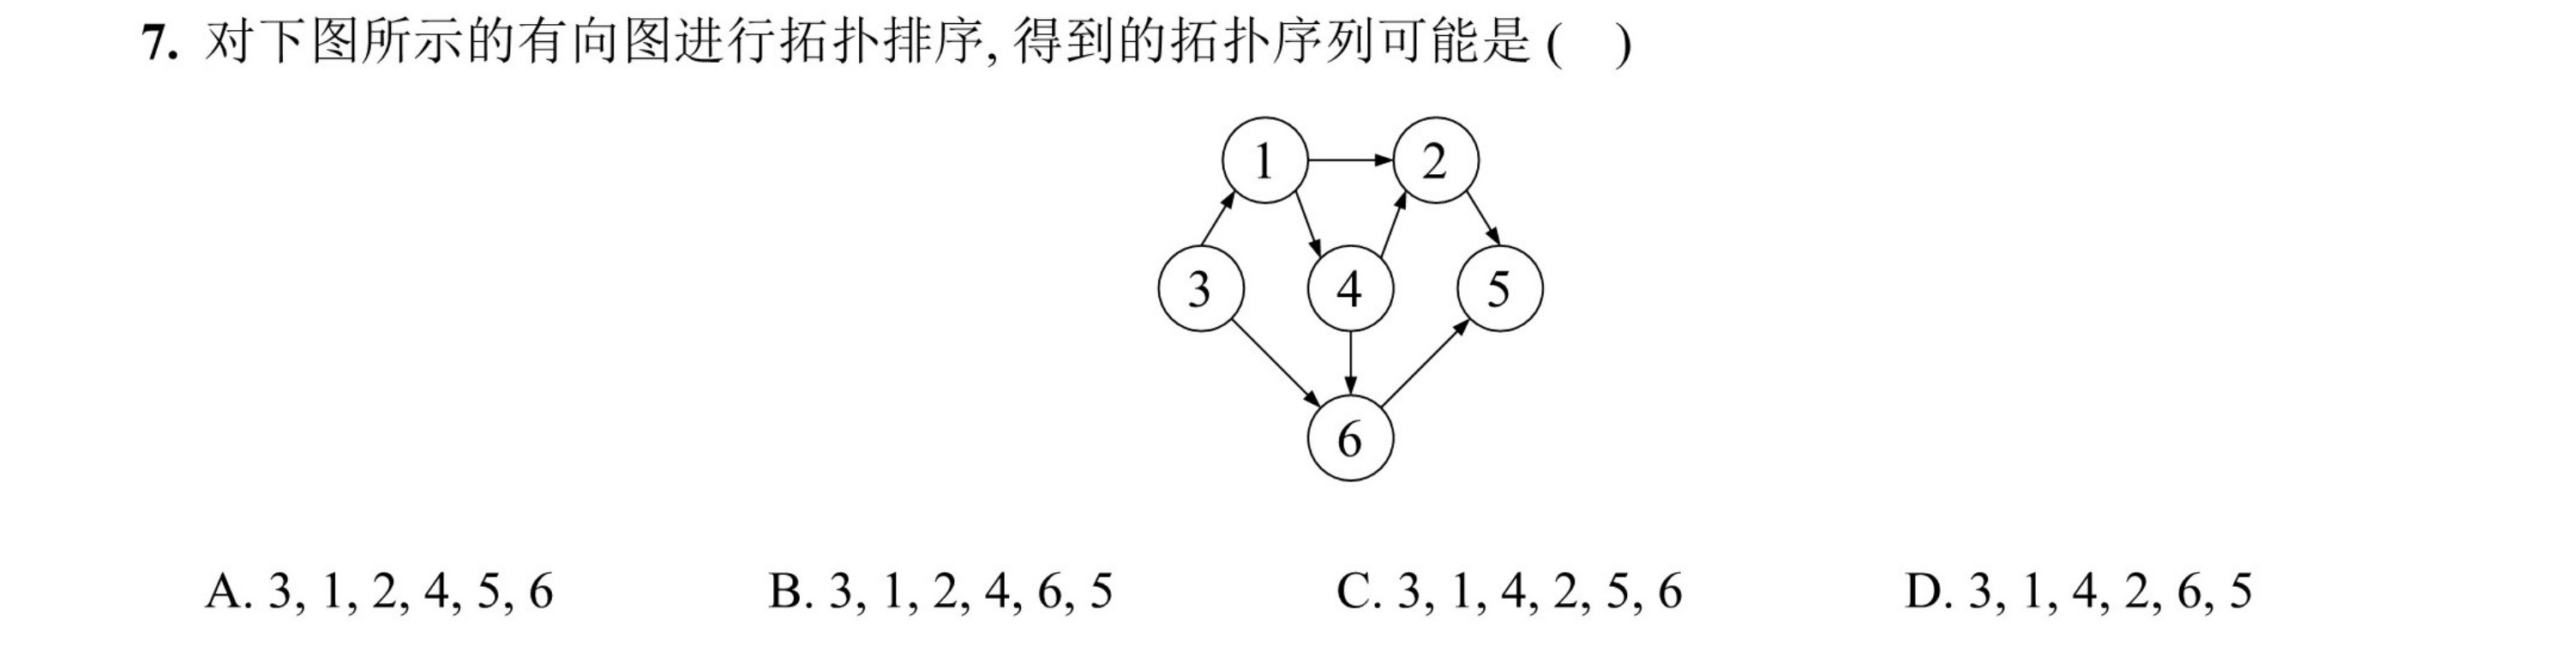 7. 对下图所示的有向图进行拓扑排序, 得到的拓扑序列可能是 (   )
1 2
3 4 5
6
A. 3, 1, 2, 4, 5, 6 B. 3, 1, 2, 4, 6, 5 C. 3, 1, 4, 2, 5, 6 D. 3, 1, 4, 2, 6, 5